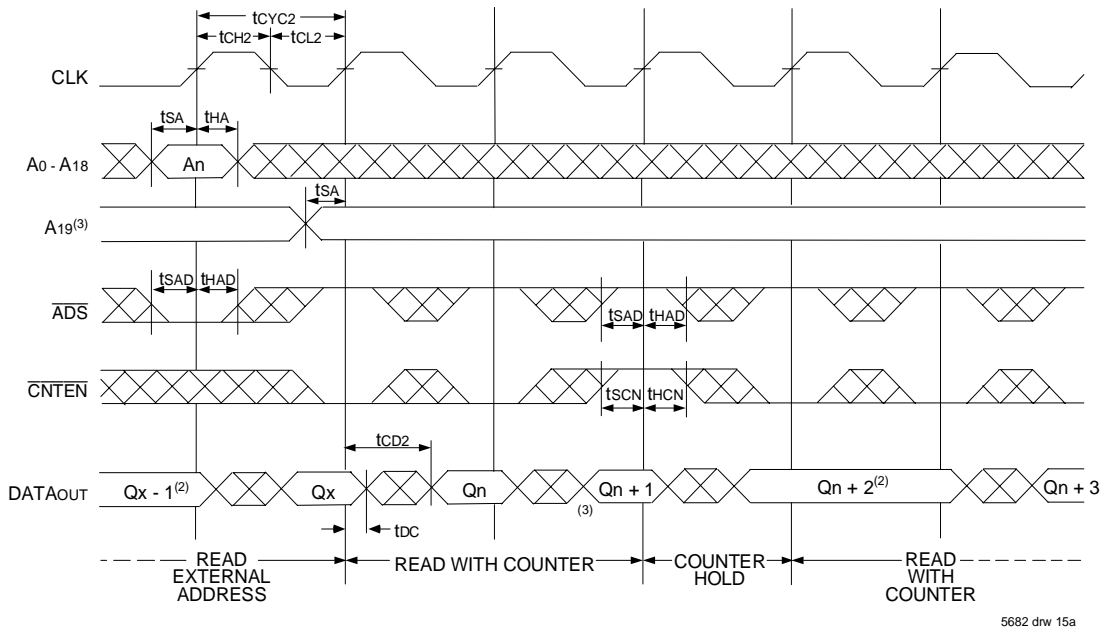 tCYC2
tCH2 tCL2
CLK
tSA tHA
A0 - A18 An
tSA
A19(3)
tSAD tHAD
ADS
tSAD tHAD
CNTEN
tSCN tHCN
tCD2
DATAOUT Qx - 1(2) Qx Qn Qn + 1 Qn + 2(2) Qn + 3
(3)
tDC
READ EXTERNAL ADDRESS
READ WITH COUNTER
COUNTER HOLD
READ WITH COUNTER
5682 drw 15a